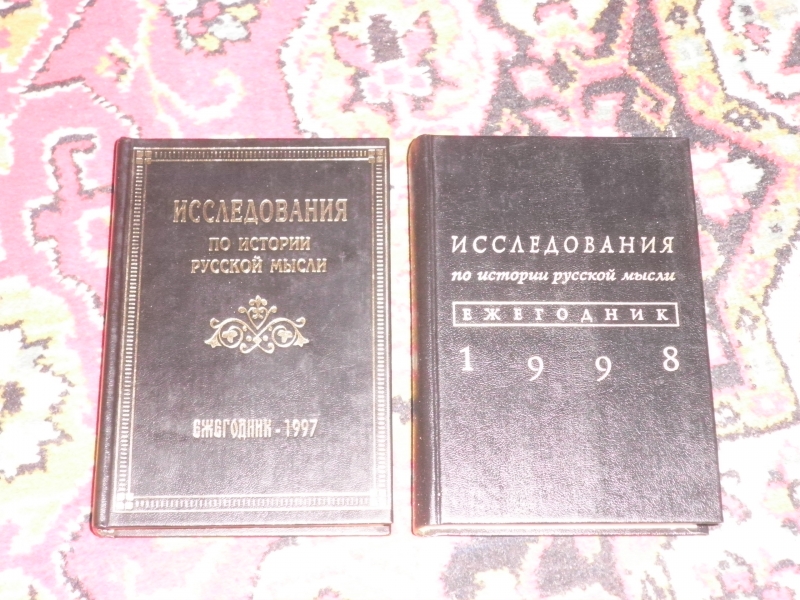 ИССЛЕДОВАНИЯ
ПО ИСТОРИИ
РУССКОЙ МЫСЛИ
ЕЖЕГОДНИК - 1997
ИССЛЕДОВАНИЯ
по истории русской мысли
ЕЖЕГОДНИК
1998